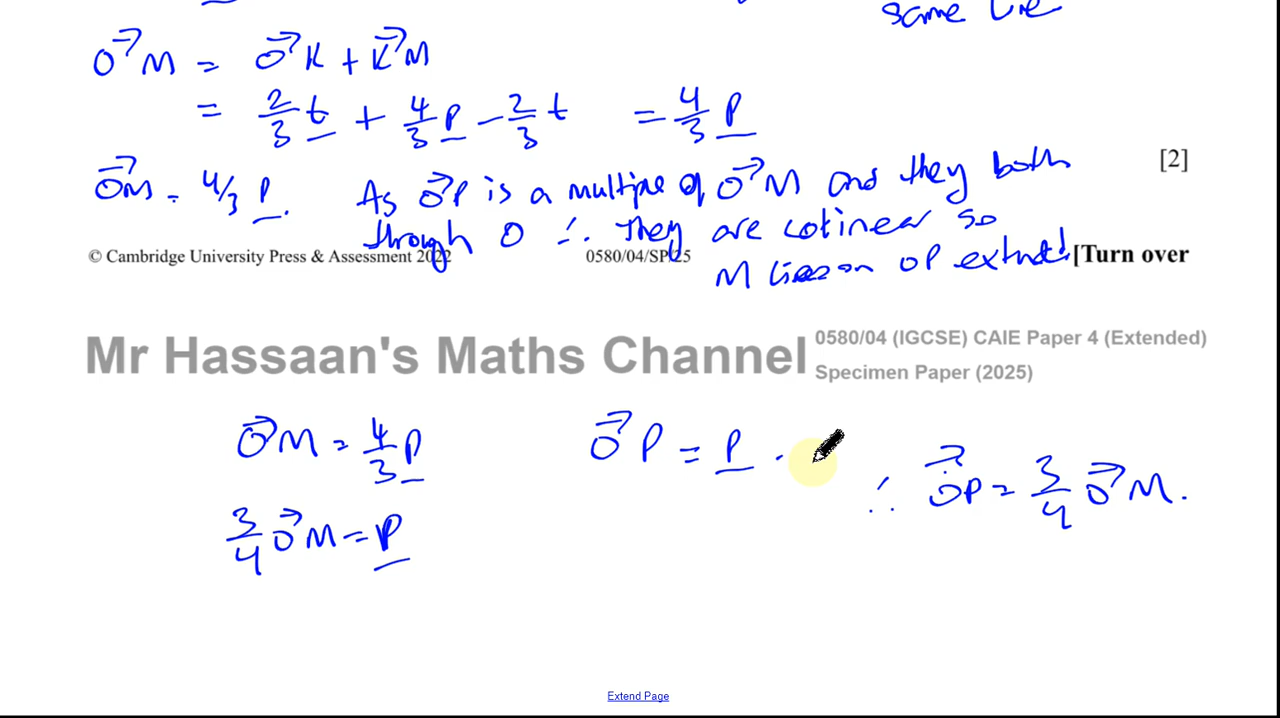 same line
O⃗M = O⃗K + K⃗M
= 2/3 t + 4/3 p - 2/3 t = 4/3 p
[2]
O⃗M = 4/3 p. As O⃗P is a multiple of O⃗M and they both
through O ∴ They are colinear so
© Cambridge University Press & Assessment 2022 0580/04/SP/25 [Turn over
M lies on OP extended.
Mr Hassaan's Maths Channel
0580/04 (IGCSE) CAIE Paper 4 (Extended)
Specimen Paper (2025)
O⃗M = 4/3 p O⃗P = p . ∴ O⃗P = 3/4 O⃗M.
3/4 O⃗M = p
Extend Page